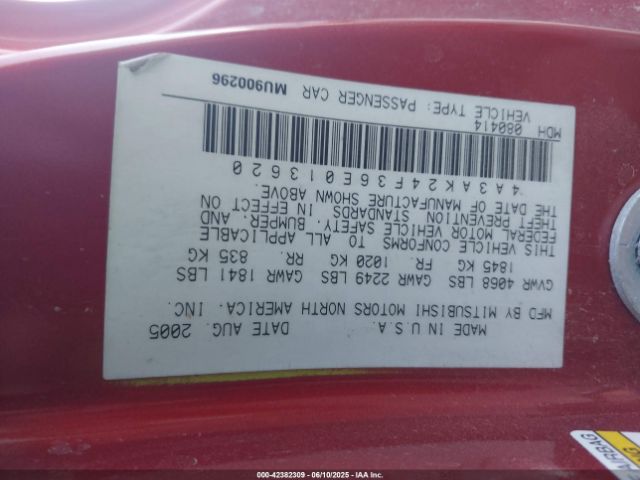 MADE IN U.S.A. DATE AUG. 2005
MFD BY MITSUBISHI MOTORS NORTH AMERICA. INC.
GVWR 4068 LBS GAWR 2249 LBS GAWR 1841 LBS
1845 KG FR. 1020 KG RR. 835 KG
THIS VEHICLE CONFORMS TO ALL APPLICABLE
FEDERAL MOTOR VEHICLE SAFETY, BUMPER, AND
THEFT PREVENTION STANDARDS IN EFFECT ON
THE DATE OF MANUFACTURE SHOWN ABOVE.
4A3AK24F36E013620
MDH
080414
VEHICLE TYPE: PASSENGER CAR MU900296
AIRBAG
000-42382309 - 06/10/2025 - IAA Inc.